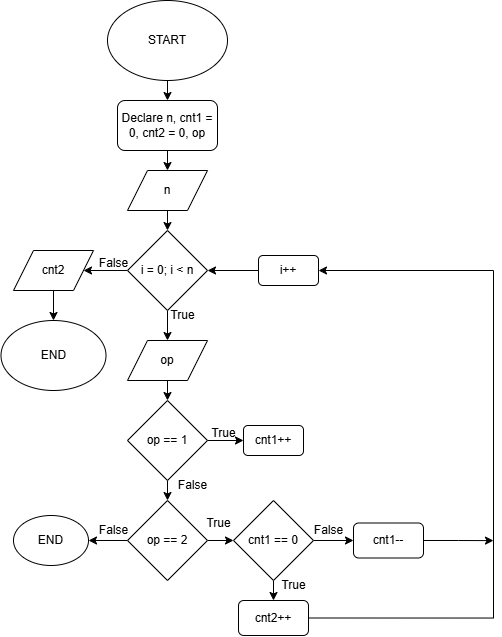 START
Declare n, cnt1 =
0, cnt2 = 0, op
n
cnt2
False
i = 0; i < n
i++
True
END
op
op == 1
True
cnt1++
False
END
False
op == 2
True
cnt1 == 0
False
cnt1--
True
cnt2++